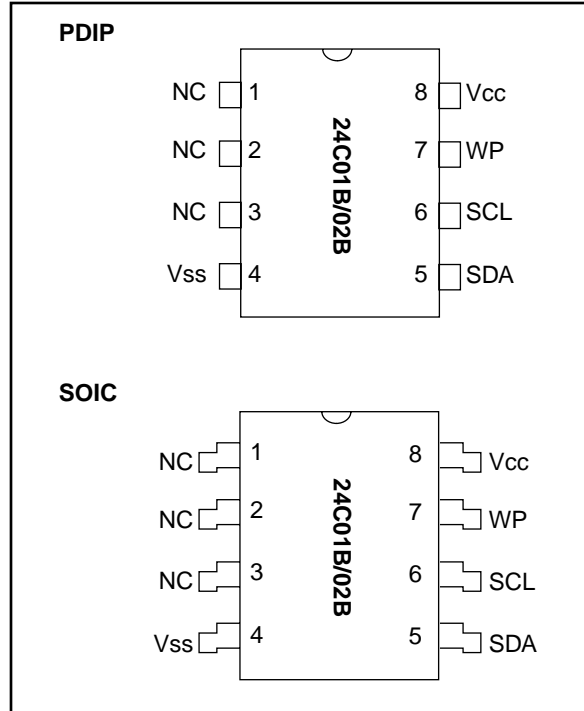 PDIP
NC 1 8 Vcc
NC 2 7 WP
NC 3 6 SCL
Vss 4 5 SDA
24C01B/02B
SOIC
NC 1 8 Vcc
NC 2 7 WP
NC 3 6 SCL
Vss 4 5 SDA
24C01B/02B